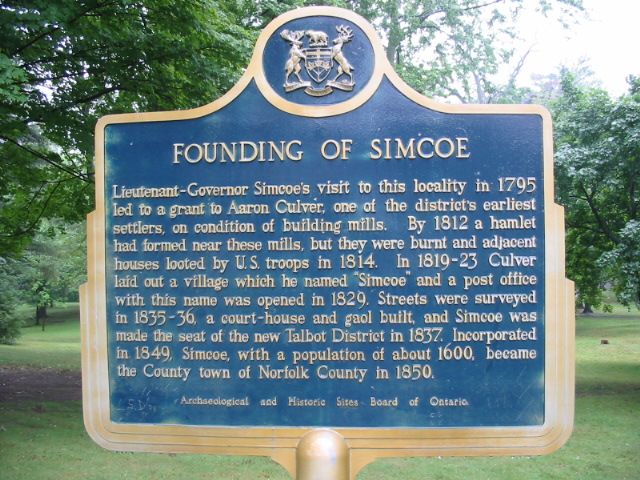 FOUNDING OF SIMCOE
Lieutenant-Governor Simcoe's visit to this locality in 1795
led to a grant to Aaron Culver, one of the district's earliest
settlers, on condition of building mills. By 1812 a hamlet
had formed near these mills, but they were burnt and adjacent
houses looted by U.S. troops in 1814. In 1819-23 Culver
laid out a village which he named "Simcoe" and a post office
with this name was opened in 1829. Streets were surveyed
in 1835-36, a court-house and gaol built, and Simcoe was
made the seat of the new Talbot District in 1837. Incorporated
in 1849, Simcoe, with a population of about 1600, became
the County town of Norfolk County in 1850.
Archaeological and Historic Sites Board of Ontario.